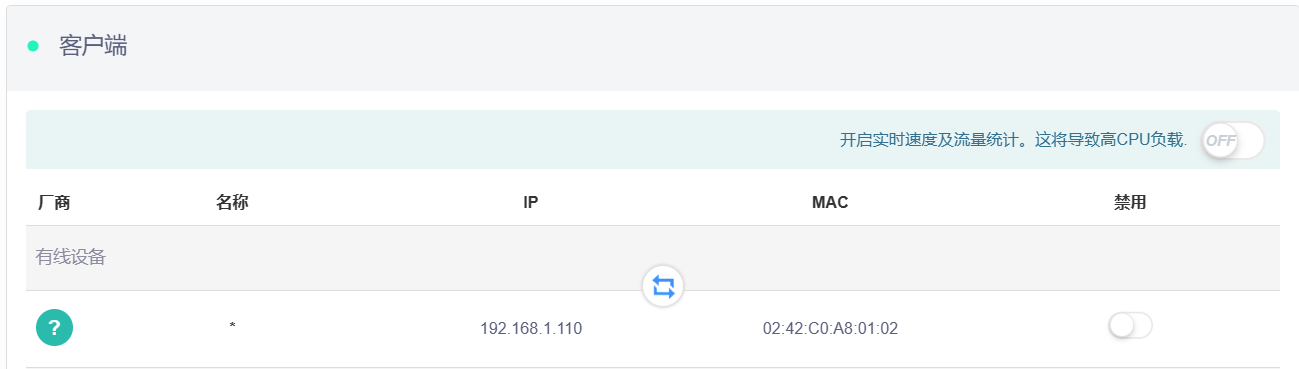 客户端
开启实时速度及流量统计。这将导致高CPU负载.
OFF
厂商 名称 IP MAC 禁用
有线设备
? * 192.168.1.110 02:42:C0:A8:01:02